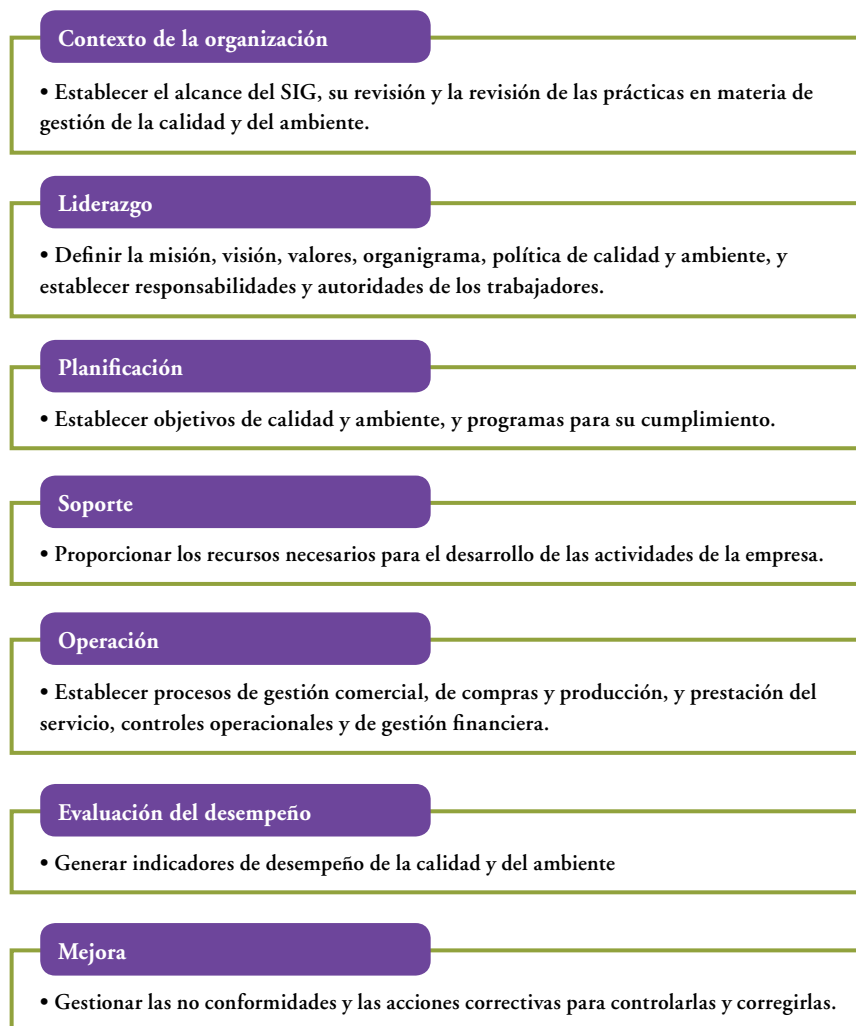 Contexto de la organización
• Establecer el alcance del SIG, su revisión y la revisión de las prácticas en materia de
gestión de la calidad y del ambiente.
Liderazgo
• Definir la misión, visión, valores, organigrama, política de calidad y ambiente, y
establecer responsabilidades y autoridades de los trabajadores.
Planificación
• Establecer objetivos de calidad y ambiente, y programas para su cumplimiento.
Soporte
• Proporcionar los recursos necesarios para el desarrollo de las actividades de la empresa.
Operación
• Establecer procesos de gestión comercial, de compras y producción, y prestación del
servicio, controles operacionales y de gestión financiera.
Evaluación del desempeño
• Generar indicadores de desempeño de la calidad y del ambiente
Mejora
• Gestionar las no conformidades y las acciones correctivas para controlarlas y corregirlas.